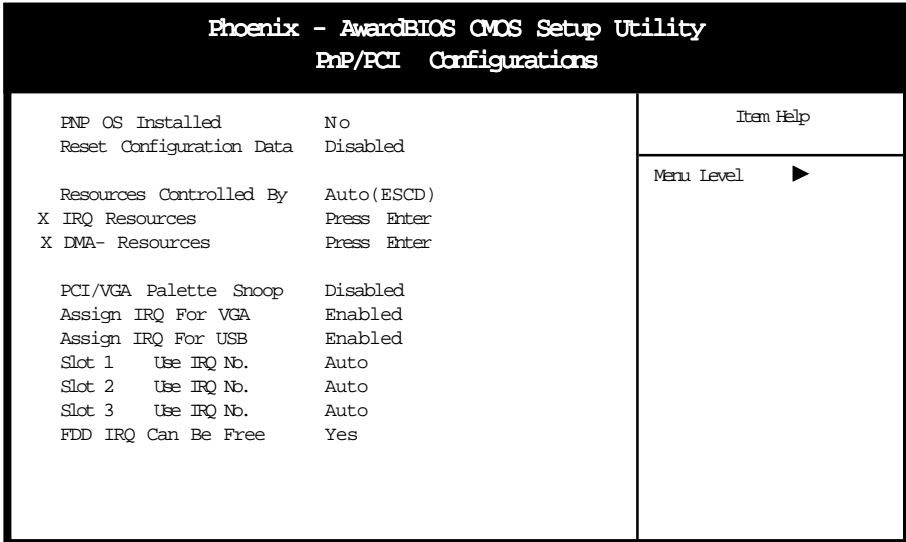 Phoenix - AwardBIOS CMOS Setup Utility
PnP/PCI Configurations
PNP OS Installed No
Reset Configuration Data Disabled
Resources Controlled By Auto(ESCD)
X IRQ Resources Press Enter
X DMA- Resources Press Enter
PCI/VGA Palette Snoop Disabled
Assign IRQ For VGA Enabled
Assign IRQ For USB Enabled
Slot 1 Use IRQ No. Auto
Slot 2 Use IRQ No. Auto
Slot 3 Use IRQ No. Auto
FDD IRQ Can Be Free Yes
Item Help
Menu Level ►